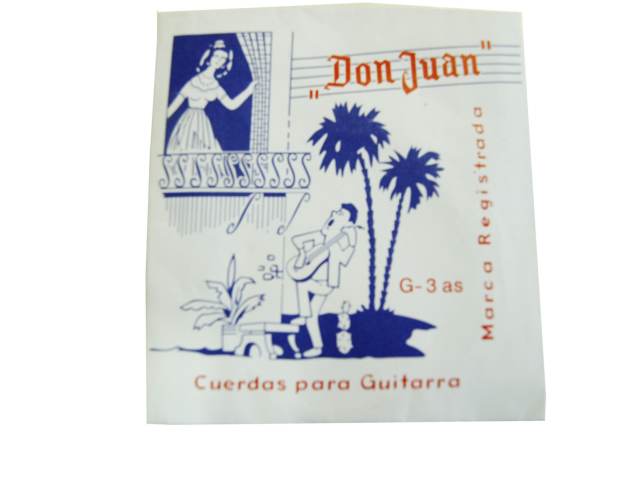 „Don Juan"
G-3 as
Marca Registrada
Cuerdas para Guitarra